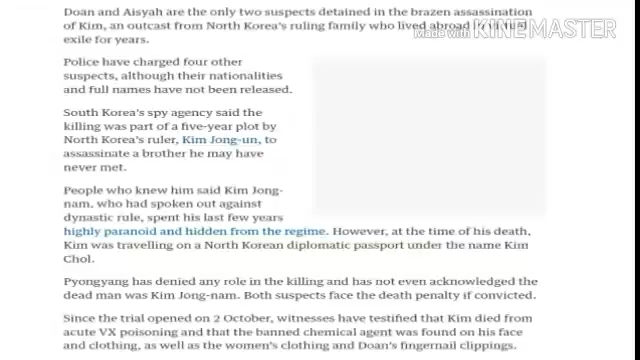 Doan and Aisyah are the only two suspects detained in the brazen assassination
of Kim, an outcast from North Korea's ruling family who lived abroad in virtual
exile for years.
Made with KINEMASTER
Police have charged four other
suspects, although their nationalities
and full names have not been released.
South Korea's spy agency said the
killing was part of a five-year plot by
North Korea's ruler, Kim Jong-un, to
assassinate a brother he may have
never met.
People who knew him said Kim Jong-
nam, who had spoken out against
dynastic rule, spent his last few years
highly paranoid and hidden from the regime. However, at the time of his death,
Kim was travelling on a North Korean diplomatic passport under the name Kim
Chol.
Pyongyang has denied any role in the killing and has not even acknowledged the
dead man was Kim Jong-nam. Both suspects face the death penalty if convicted.
Since the trial opened on 2 October, witnesses have testified that Kim died from
acute VX poisoning and that the banned chemical agent was found on his face
and clothing, as well as the women's clothing and Doan's fingernail clippings.